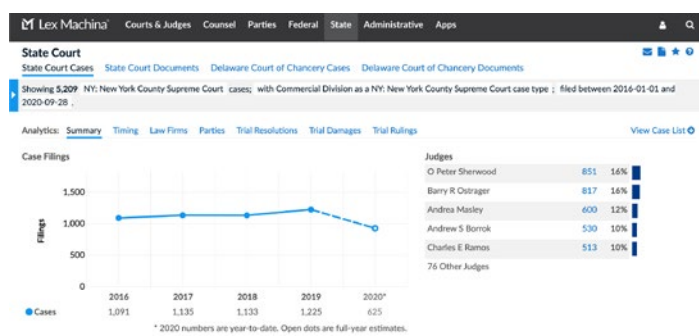 Lex Machina Courts & Judges Counsel Parties Federal State Administrative Apps
State Court
State Court Cases State Court Documents Delaware Court of Chancery Cases Delaware Court of Chancery Documents
Showing 5,209 NY: New York County Supreme Court cases; with Commercial Division as a NY: New York County Supreme Court case type ; filed between 2016-01-01 and
2020-09-28 .
Analytics: Summary Timing Law Firms Parties Trial Resolutions Trial Damages Trial Rulings View Case List
Case Filings
1,500
1,000
500
0
Filings
2016 2017 2018 2019 2020*
Cases 1,091 1,135 1,133 1,225 625
* 2020 numbers are year-to-date. Open dots are full-year estimates.
Judges
O Peter Sherwood 851 16%
Barry R Ostrager 817 16%
Andrea Masley 600 12%
Andrew S Borrok 530 10%
Charles E Ramos 513 10%
76 Other Judges